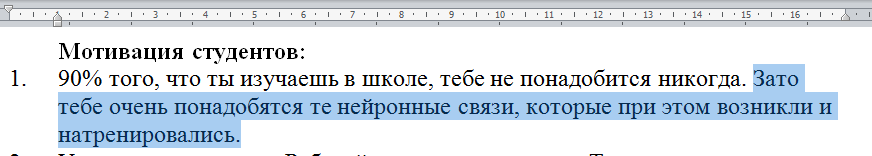 1 2 3 4 5 6 7 8 9 10 11 12 13 14 15 16
Мотивация студентов:
1. 90% того, что ты изучаешь в школе, тебе не понадобится никогда. Зато
тебе очень понадобятся те нейронные связи, которые при этом возникли и
натренировались.